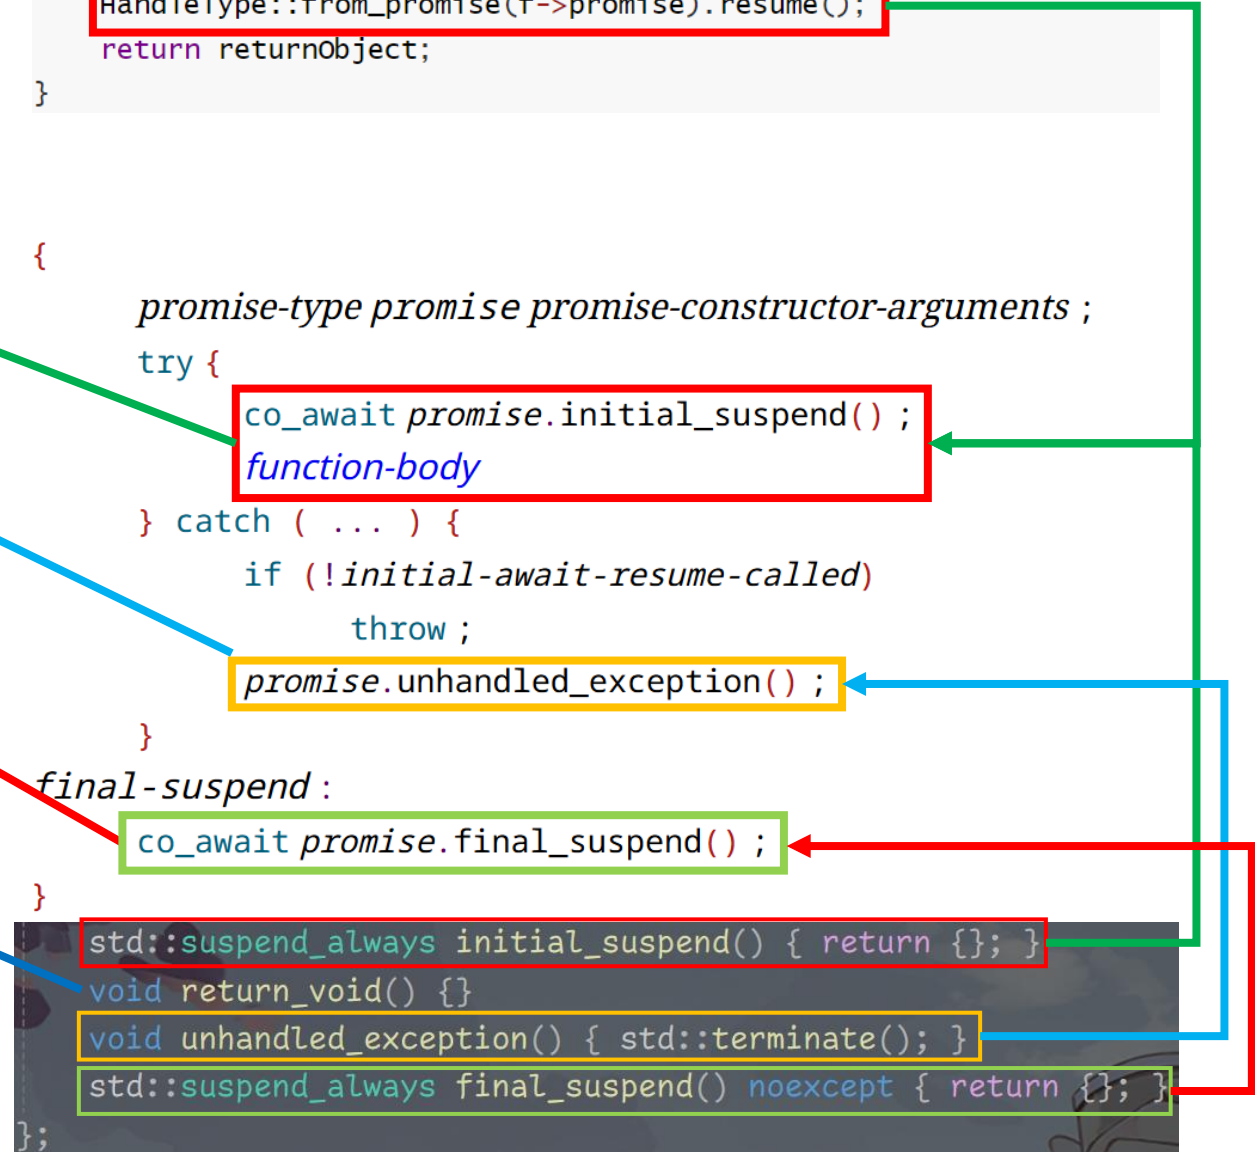 HandleType::from_promise(f->promise).resume();
return returnObject;
}
{
promise-type promise promise-constructor-arguments ;
try {
co_await promise.initial_suspend() ;
function-body
} catch ( ... ) {
if (!initial-await-resume-called)
throw ;
promise.unhandled_exception() ;
}
final-suspend :
co_await promise.final_suspend() ;
}
std::suspend_always initial_suspend() { return {}; }
void return_void() {}
void unhandled_exception() { std::terminate(); }
std::suspend_always final_suspend() noexcept { return {}; }
};